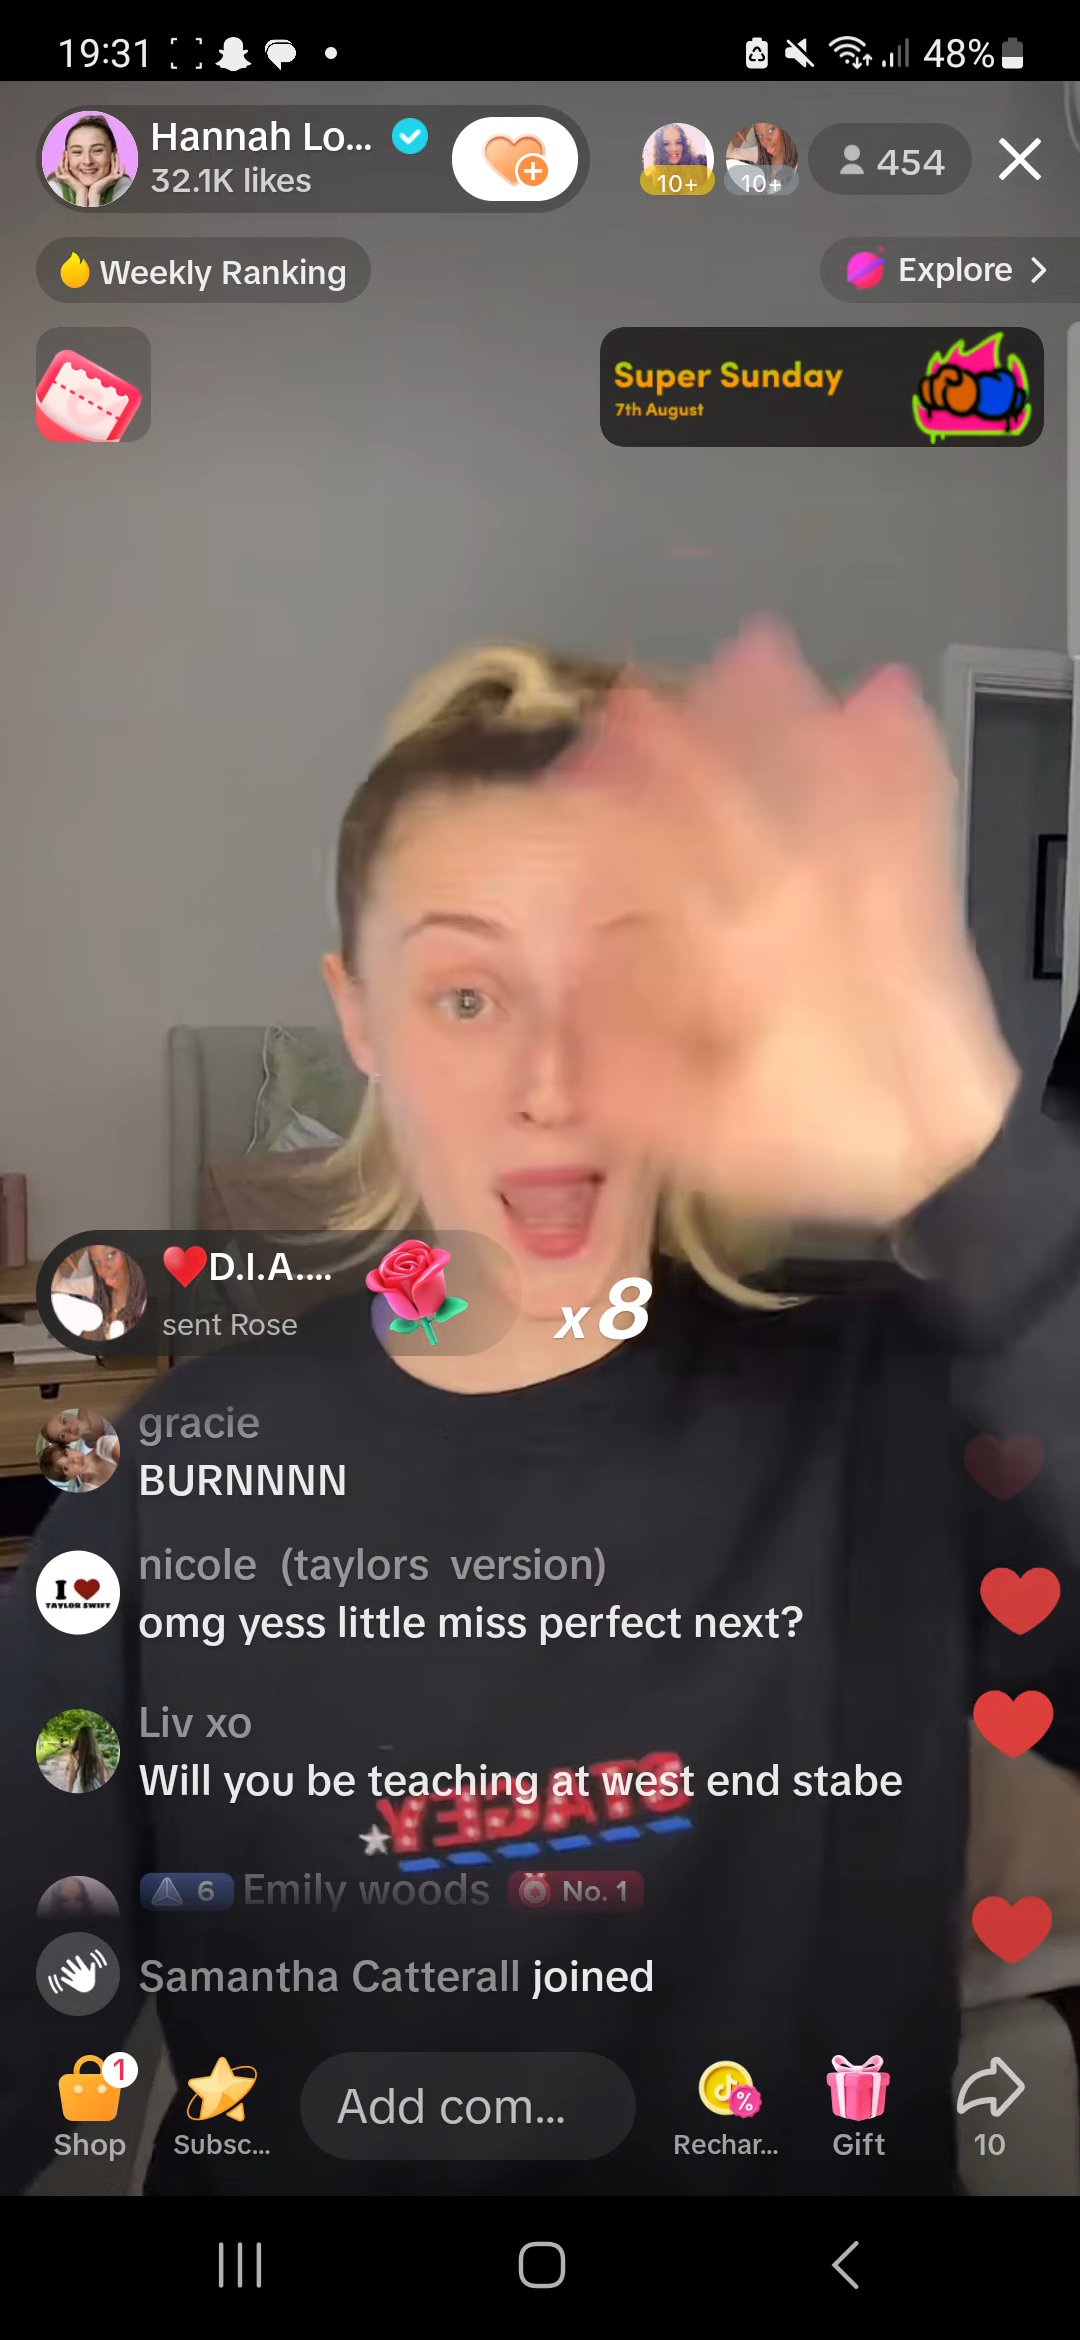 19:31
48%
Hannah Lo...
32.1K likes
10+
10+
454
Weekly Ranking
Explore
Super Sunday
7th August
D.I.A....
sent Rose
x8
gracie
BURNNNN
nicole (taylors version)
I ❤
TAYLOR SWIFT
omg yess little miss perfect next?
Liv xo
Will you be teaching at west end stabe
STAGEY
6 Emily woods No. 1
Samantha Catterall joined
1
%
Shop
Subsc...
Add com...
Rechar...
Gift
10